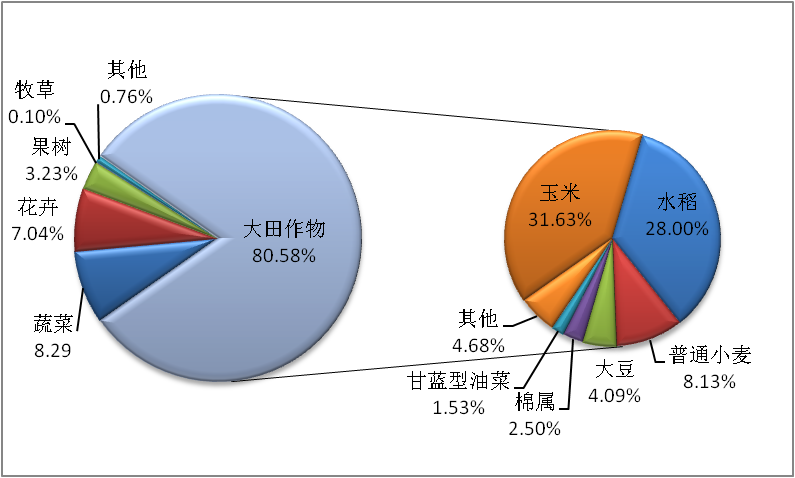 其他
0.76%
牧草
0.10%
果树
3.23%
花卉
7.04%
蔬菜
8.29
大田作物
80.58%
玉米
31.63%
水稻
28.00%
其他
4.68%
甘蓝型油菜
1.53%
棉属
2.50%
大豆
4.09%
普通小麦
8.13%